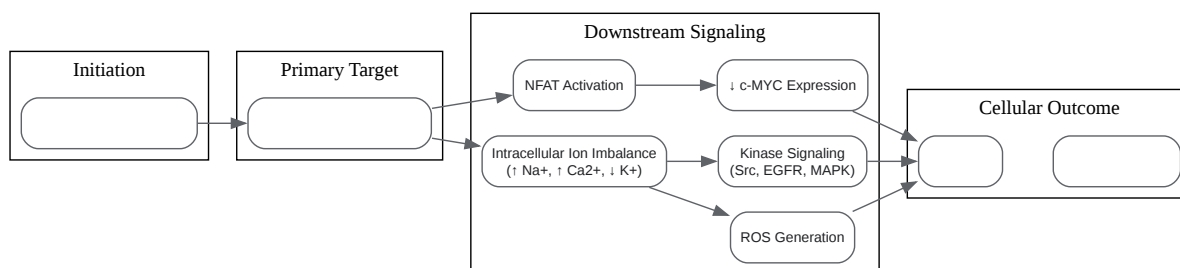 Downstream Signaling
Initiation
Primary Target
NFAT Activation
↓ c-MYC Expression
Cellular Outcome
Intracellular Ion Imbalance
(↑ Na+, ↑ Ca2+, ↓ K+)
Kinase Signaling
(Src, EGFR, MAPK)
ROS Generation